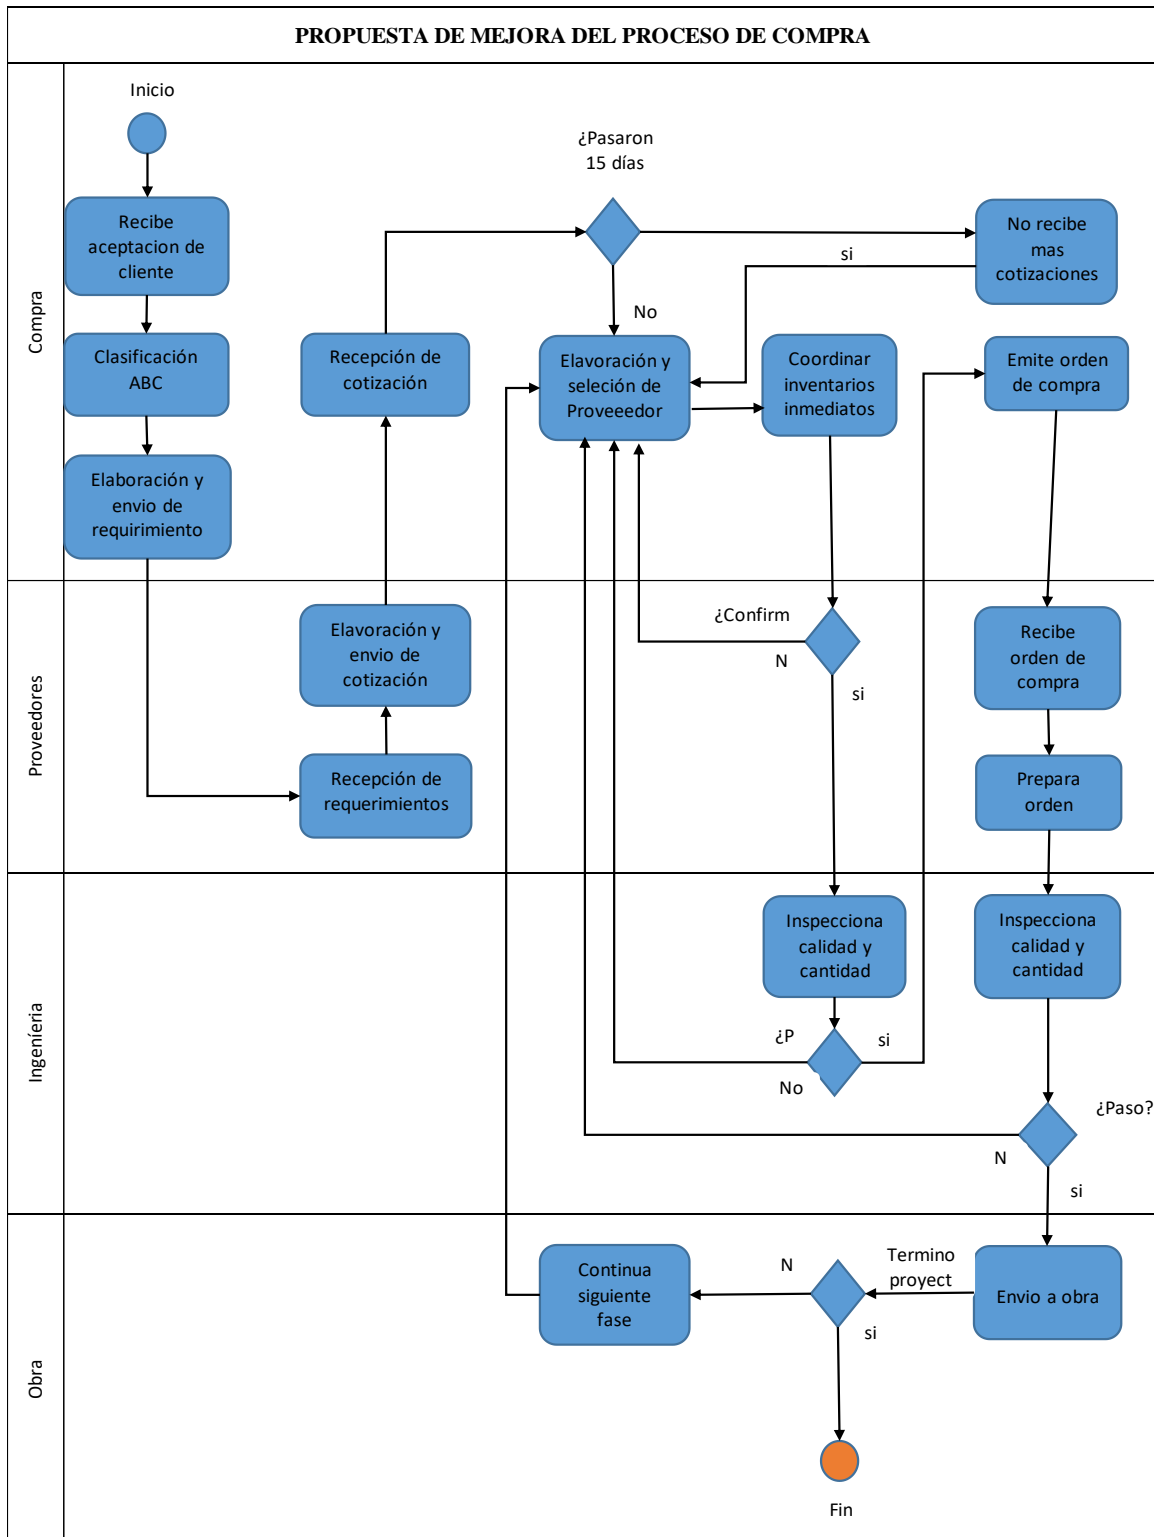 PROPUESTA DE MEJORA DEL PROCESO DE COMPRA
Compra
Inicio
Recibe
aceptacion de
cliente
Clasificación
ABC
Elaboración y
envio de
requirimiento
Recepción de
cotización
¿Pasaron
15 días
si
No
No recibe
mas
cotizaciones
Elavoración y
seleción de
Proveeedor
Coordinar
inventarios
inmediatos
Emite orden
de compra
Proveedores
Elavoración y
envio de
cotización
Recepción de
requerimientos
¿Confirm
N
si
Recibe
orden de
compra
Prepara
orden
Ingeníeria
Inspecciona
calidad y
cantidad
¿P
si
No
Inspecciona
calidad y
cantidad
¿Paso?
N
si
Obra
Continua
siguiente
fase
N
si
Termino
proyect
Envio a obra
Fin